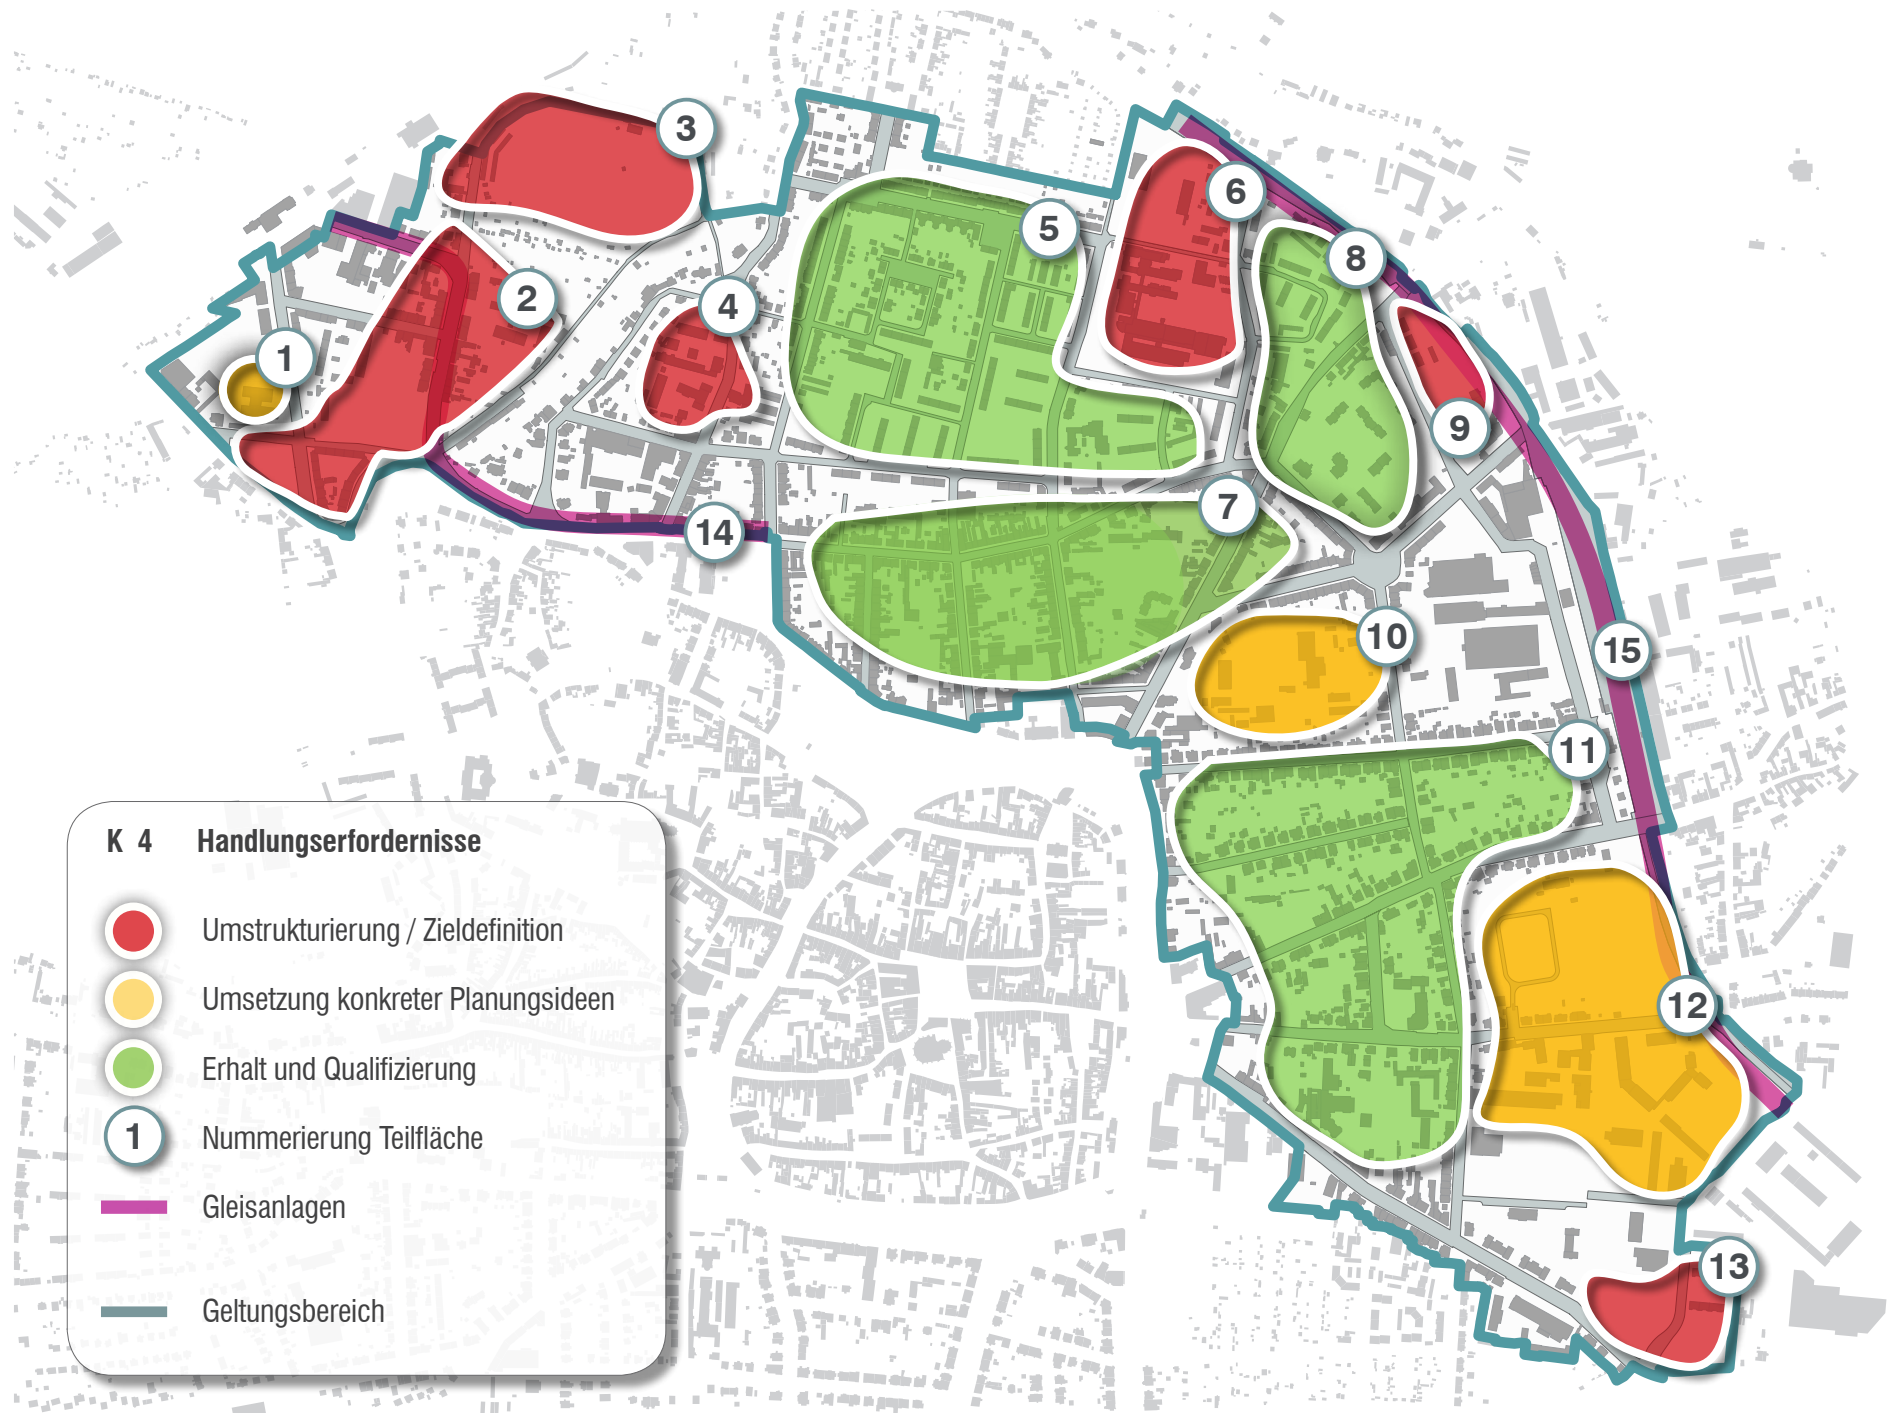 3
6
5
8
2
4
1
9
7
14
10
15
11
K 4 Handlungserfordernisse
Umstrukturierung / Zieldefinition
Umsetzung konkreter Planungsideen
12
Erhalt und Qualifizierung
1 Nummerierung Teilfläche
Gleisanlagen
13
Geltungsbereich